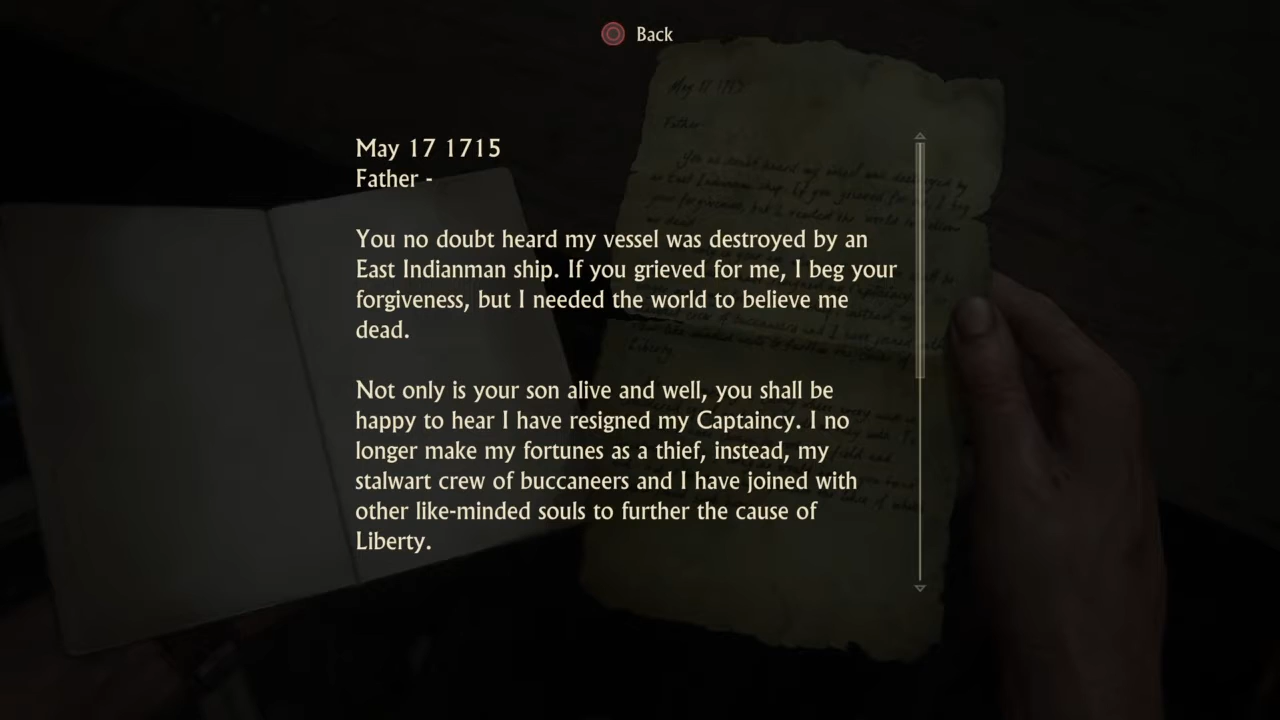 Back
May 17 1715
Father -
You no doubt heard my vessel was destroyed by an
East Indianman ship. If you grieved for me, I beg your
forgiveness, but I needed the world to believe me
dead.
Not only is your son alive and well, you shall be
happy to hear I have resigned my Captaincy. I no
longer make my fortunes as a thief, instead, my
stalwart crew of buccaneers and I have joined with
other like-minded souls to further the cause of
Liberty.